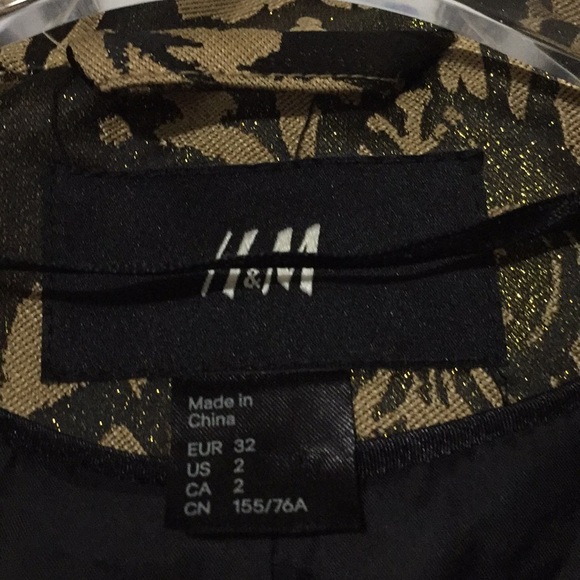 H&M
Made in
China
EUR 32
US 2
CA 2
CN 155/76A